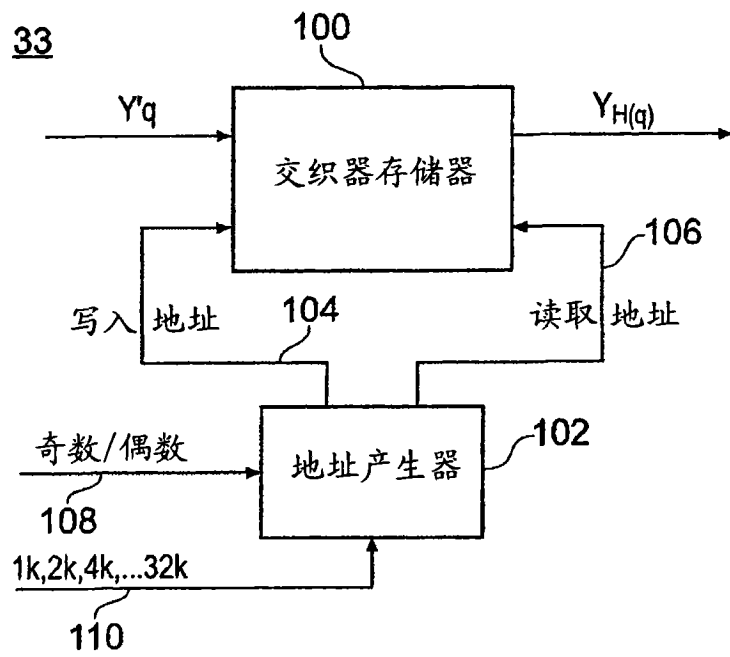 33
100
Y'q
YH(q)
交织器存储器
106
写入 地址
104
读取 地址
奇数/偶数
地址产生器
102
108
1k,2k,4k,...32k
110